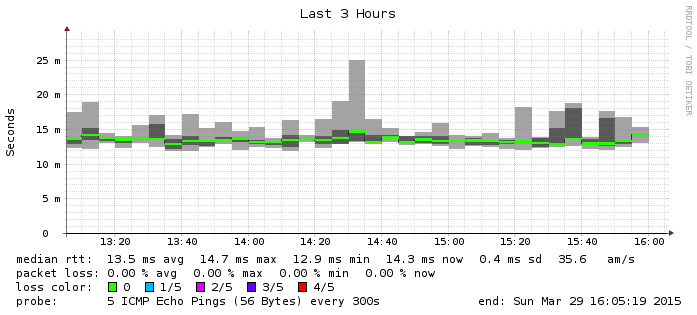 Last 3 Hours
RRDTOOL / TOBI OETIKER
Seconds
25 m
20 m
15 m
10 m
5 m
0
13:20 13:40 14:00 14:20 14:40 15:00 15:20 15:40 16:00
median rtt: 13.5 ms avg 14.7 ms max 12.9 ms min 14.3 ms now 0.4 ms sd 35.6 am/s
packet loss: 0.00 % avg 0.00 % max 0.00 % min 0.00 % now
loss color: 0 1/5 2/5 3/5 4/5
probe: 5 ICMP Echo Pings (56 Bytes) every 300s end: Sun Mar 29 16:05:19 2015